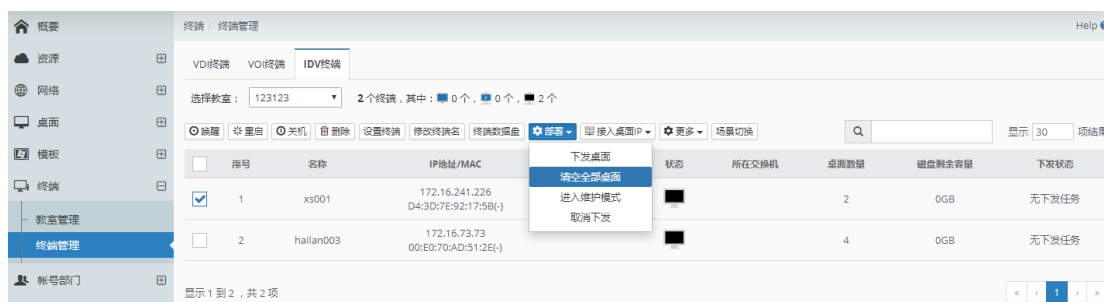 概要
终端 / 终端管理
Help
资源
VDI终端 VOI终端 IDV终端
网络
选择教室： 123123 2个终端，其中： 0个， 0个， 2个
桌面
唤醒 重启 关机 删除 设置终端 修改终端名 终端数据盘 部署 接入桌面IP 更多 场景切换 显示 30 项结果
模板
序号 名称 IP地址/MAC 状态 所在交换机 桌面数量 磁盘剩余容量 下发状态
下发桌面
清空全部桌面
进入维护模式
取消下发
终端
1 xs001 172.16.241.226 2 0GB 无下发任务
D4:3D:7E:92:17:5B(-)
教室管理
终端管理
2 hailan003 172.16.73.73 4 0GB 无下发任务
00:E0:70:AD:51:2E(-)
帐号部门
显示 1 到 2 ，共 2 项
« ‹ 1 › »